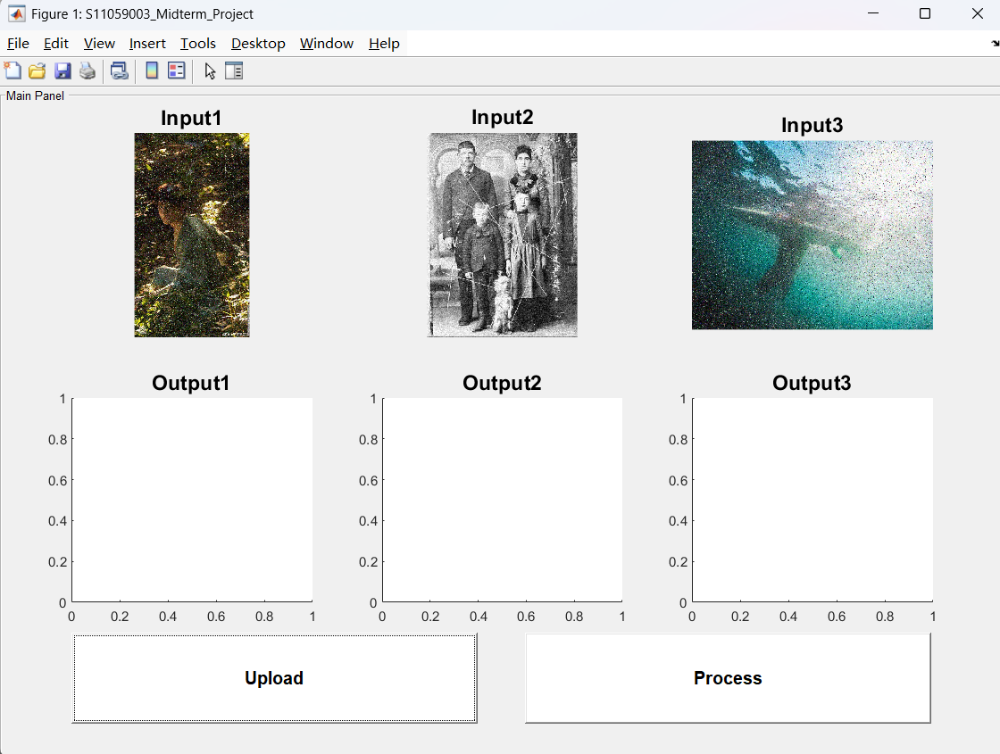 Figure 1: S11059003_Midterm_Project
File Edit View Insert Tools Desktop Window Help
Main Panel
Input1 Input2 Input3
Output1 Output2 Output3
1 1 1
0.8 0.8 0.8
0.6 0.6 0.6
0.4 0.4 0.4
0.2 0.2 0.2
0 0 0
0 0.2 0.4 0.6 0.8 1 0 0.2 0.4 0.6 0.8 1 0 0.2 0.4 0.6 0.8 1
Upload Process